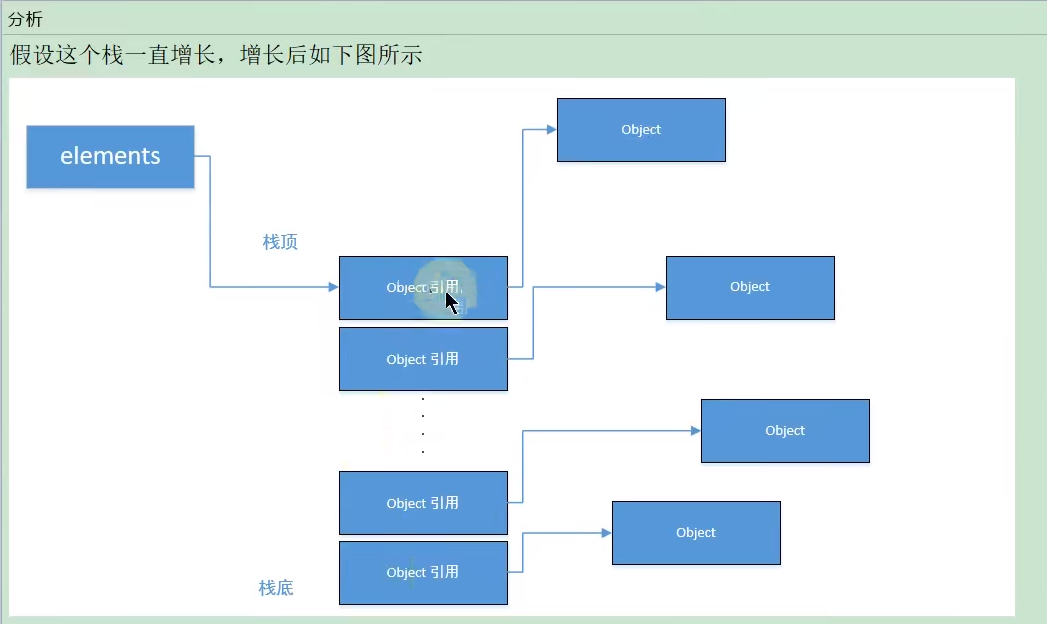 分析
假设这个栈一直增长，增长后如下图所示
Object
elements
栈顶
Object 引用
Object
Object 引用
Object
Object 引用
Object
Object 引用
栈底